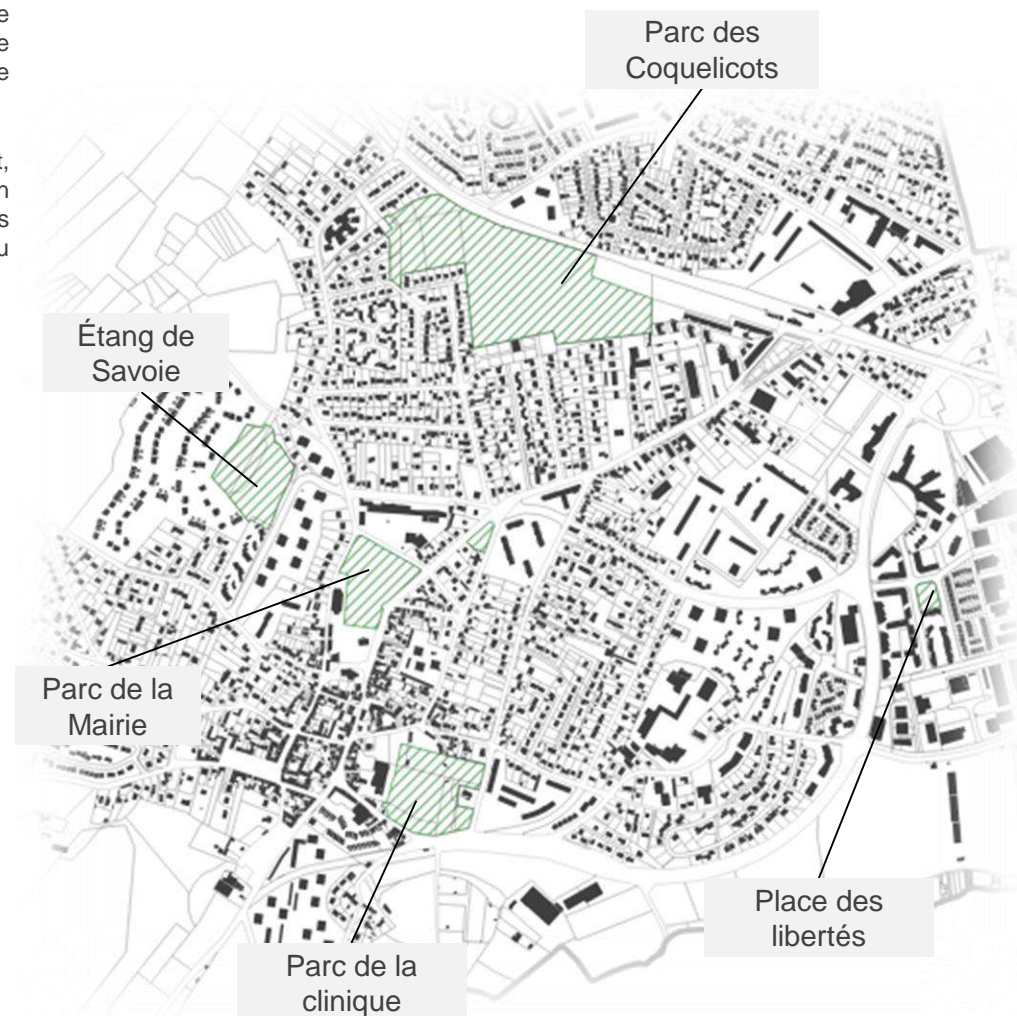 e
e
e
t,
n
s
u
Parc des
Coquelicots
Étang de
Savoie
Parc de la
Mairie
Place des
libertés
Parc de la
clinique